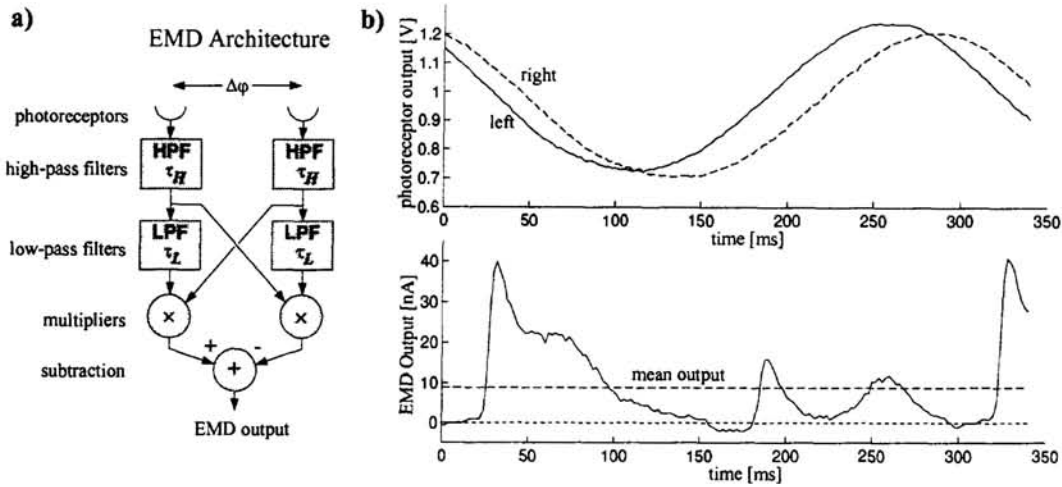 a)
EMD Architecture
Δφ
photoreceptors
high-pass filters
HPF
τH
HPF
τH
low-pass filters
LPF
τL
LPF
τL
multipliers
×
×
+
-
subtraction
+
EMD output
b)
photoreceptor output [V]
1.2
1.1
1.0
0.9
0.8
0.7
0.6
right
left
0
50
100
150
200
250
300
350
time [ms]
EMD Output [nA]
40
30
20
10
0
mean output
0
50
100
150
200
250
300
350
time [ms]